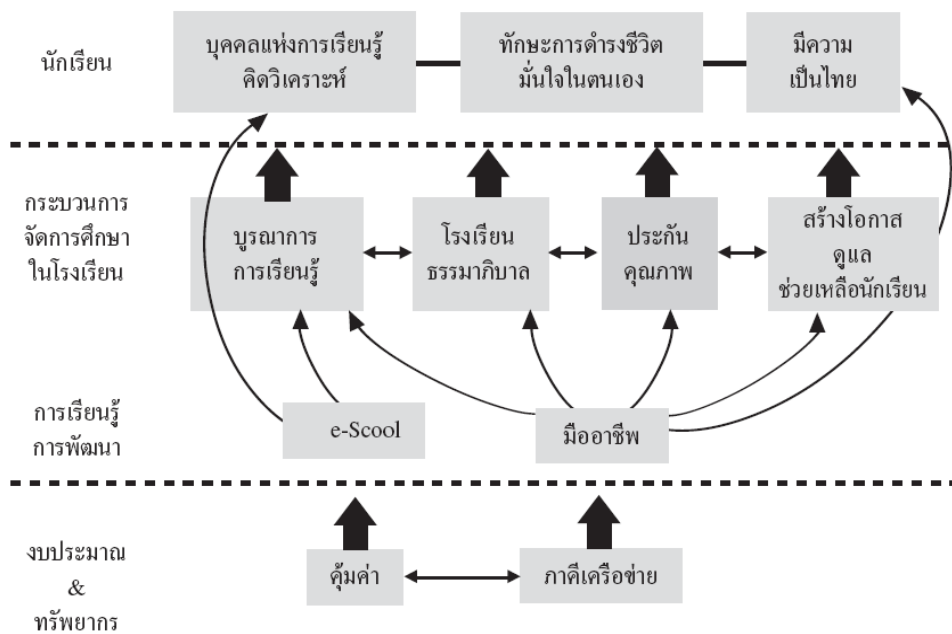 นักเรียน
บุคคลแห่งการเรียนรู้
คิดวิเคราะห์
ทักษะการดำรงชีวิต
มั่นใจในตนเอง
มีความ
เป็นไทย
กระบวนการ
จัดการศึกษา
ในโรงเรียน
บูรณาการ
การเรียนรู้
โรงเรียน
ธรรมาภิบาล
ประกัน
คุณภาพ
สร้างโอกาส
ดูแล
ช่วยเหลือนักเรียน
การเรียนรู้
การพัฒนา
e-Scool
มืออาชีพ
งบประมาณ
&
ทรัพยากร
คุ้มค่า
ภาคีเครือข่าย